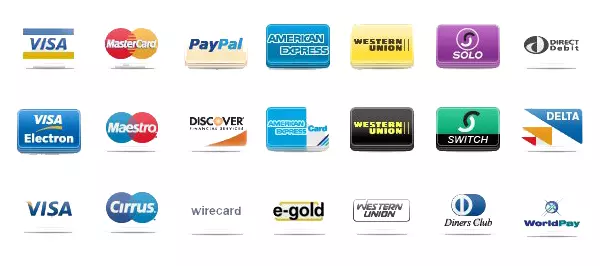 VISA
MasterCard
PayPal
AMERICAN
EXPRESS
WESTERN
UNION
SOLO
DIRECT
Debit
VISA
Electron
Maestro
DISCOVER
FINANCIAL SERVICES
AMERICAN
EXPRESS Card
WESTERN
UNION
SWITCH
DELTA
VISA
Cirrus
wirecard
e-gold
WESTERN
UNION
Diners Club
WorldPay